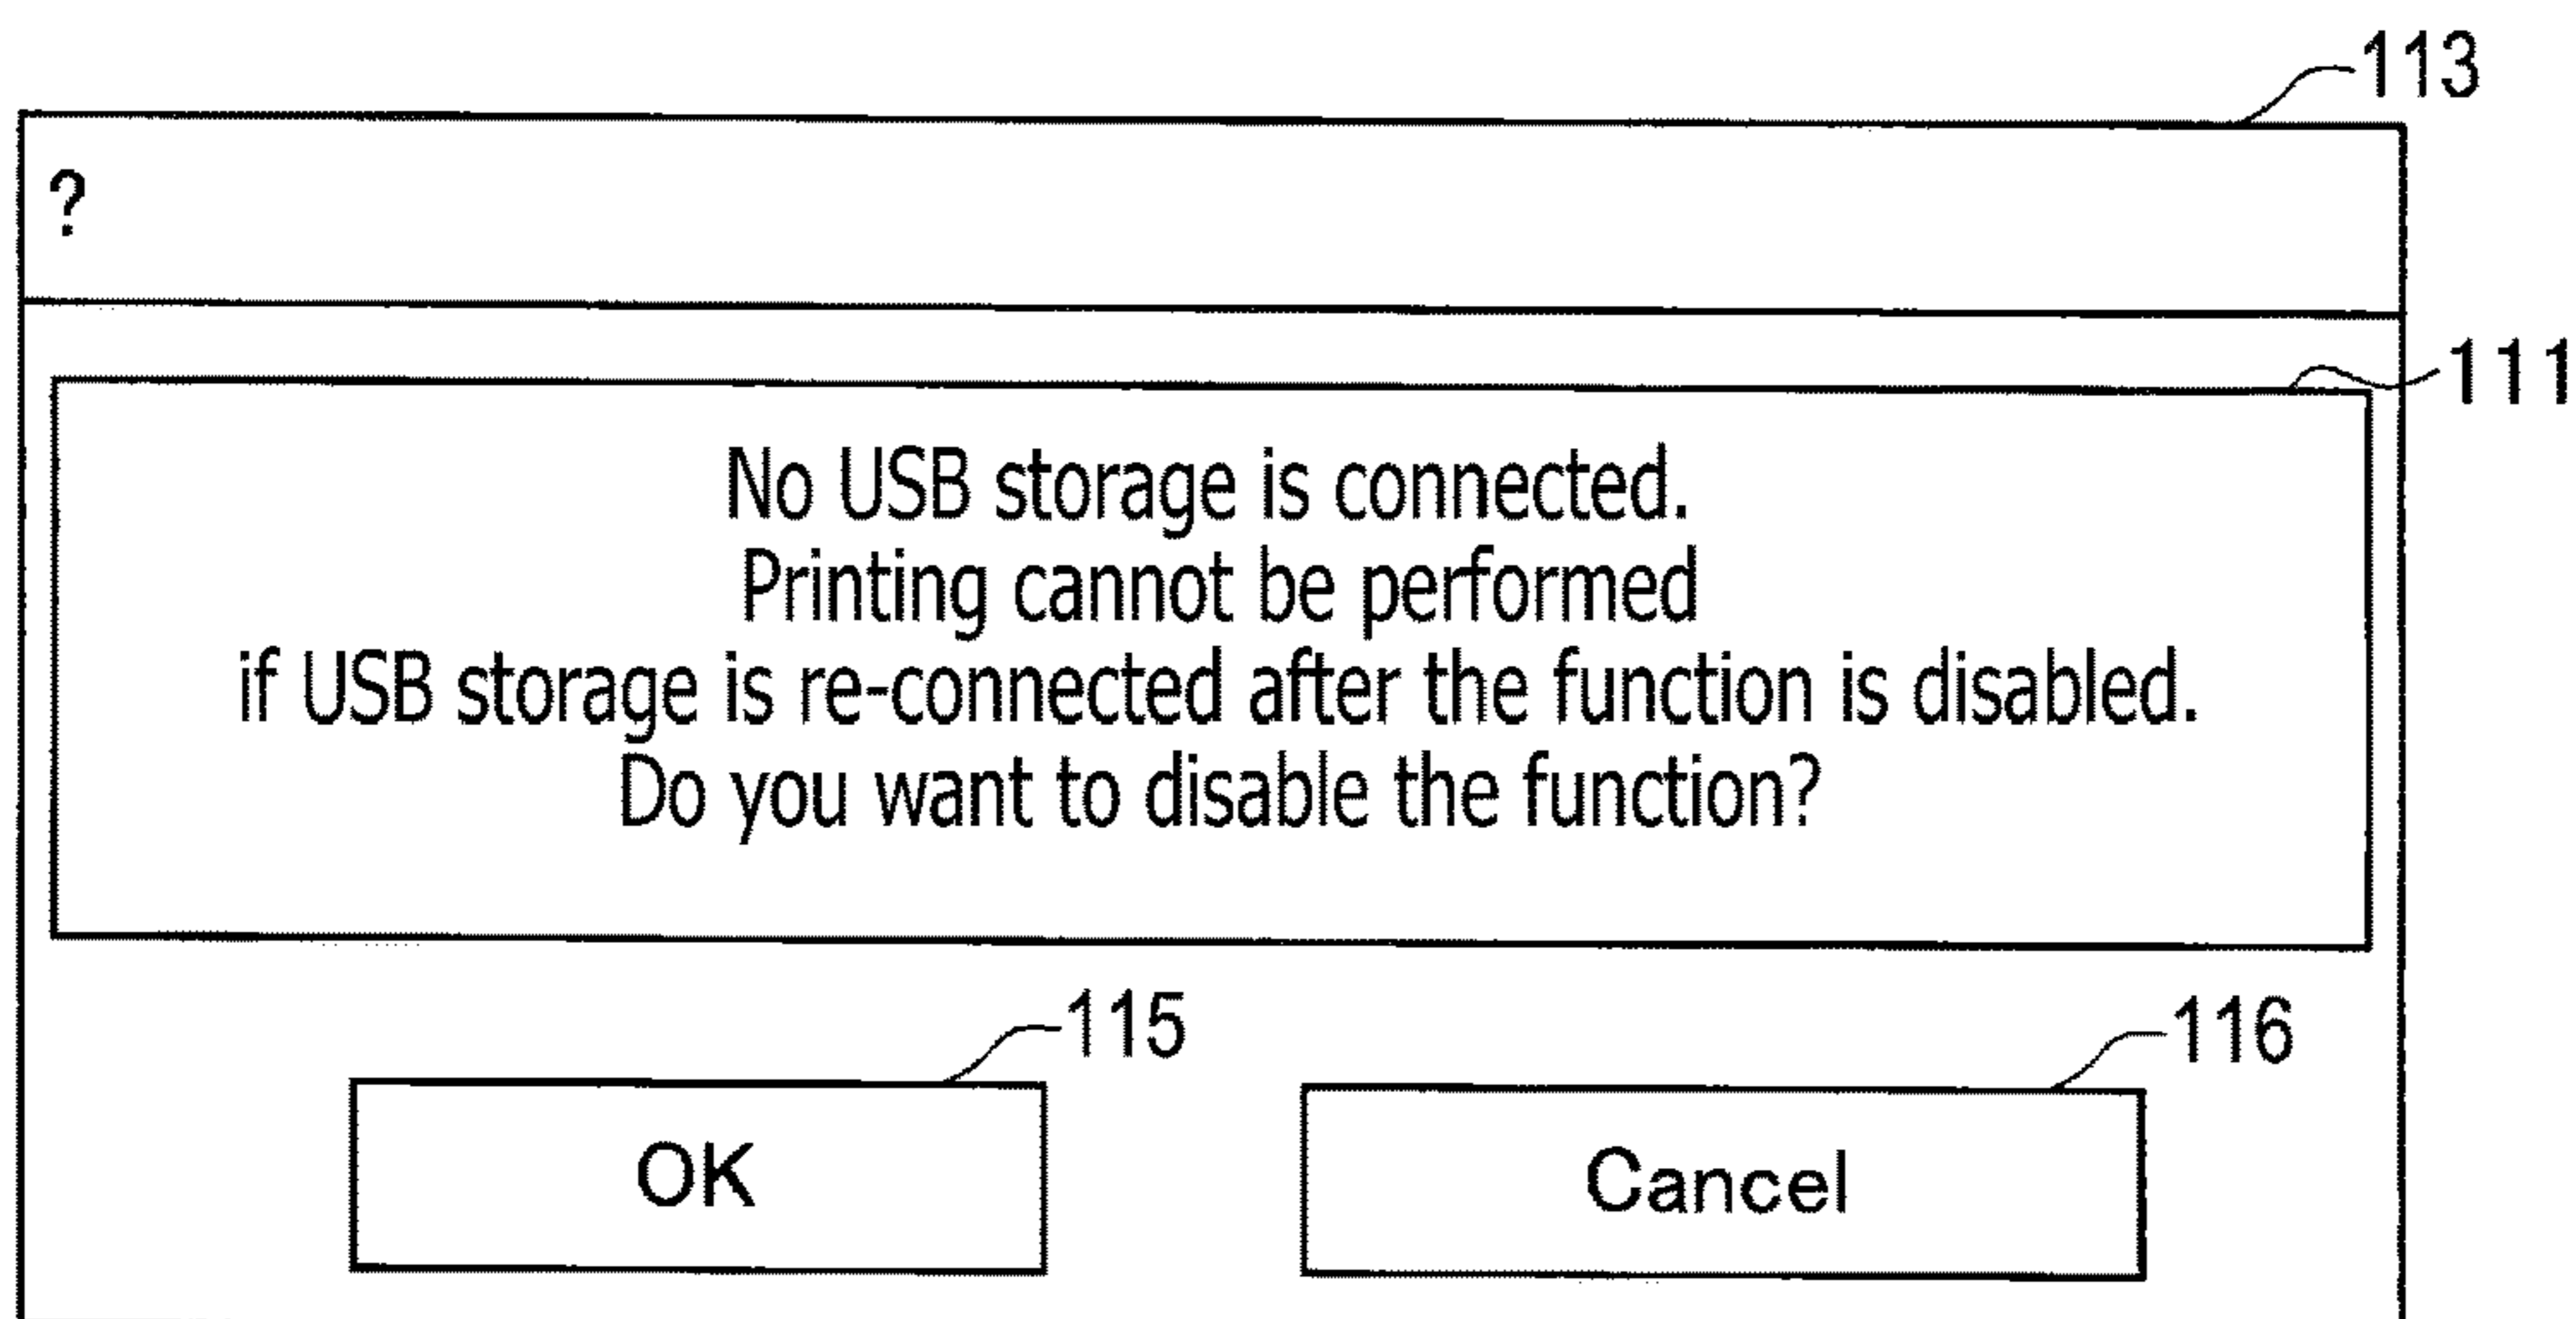 113
?
111
No USB storage is connected.
Printing cannot be performed
if USB storage is re-connected after the function is disabled.
Do you want to disable the function?
115
116
OK
Cancel